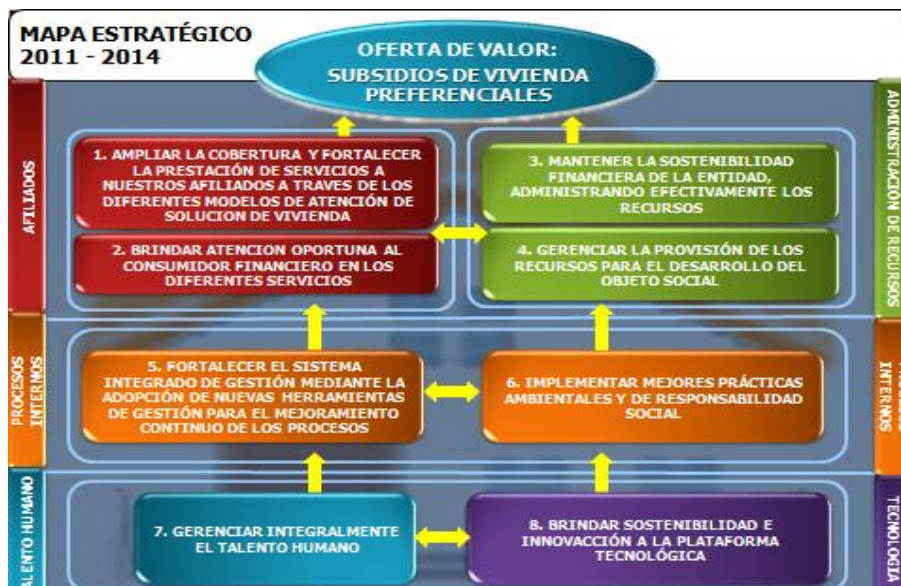 MAPA ESTRATÉGICO
2011 - 2014
OFERTA DE VALOR:
SUBSIDIOS DE VIVIENDA
PREFERENCIALES
AFILIADOS
1. AMPLIAR LA COBERTURA Y FORTALECER
LA PRESTACIÓN DE SERVICIOS A
NUESTROS AFILIADOS A TRAVES DE LOS
DIFERENTES MODELOS DE ATENCIÓN DE
SOLUCION DE VIVIENDA
2. BRINDAR ATENCION OPORTUNA AL
CONSUMIDOR FINANCIERO EN LOS
DIFERENTES SERVICIOS
3. MANTENER LA SOSTENIBILIDAD
FINANCIERA DE LA ENTIDAD,
ADMINISTRANDO EFECTIVAMENTE LOS
RECURSOS
4. GERENCIAR LA PROVISIÓN DE LOS
RECURSOS PARA EL DESARROLLO DEL
OBJETO SOCIAL
ADMINISTRACIÓN DE RECURSOS
PROCESOS
INTERNOS
5. FORTALECER EL SISTEMA
INTEGRADO DE GESTIÓN MEDIANTE LA
ADOPCIÓN DE NUEVAS HERRAMIENTAS
DE GESTIÓN PARA EL MEJORAMIENTO
CONTINUO DE LOS PROCESOS
6. IMPLEMENTAR MEJORES PRÁCTICAS
AMBIENTALES Y DE RESPONSABILIDAD
SOCIAL
INTERNOS
TALENTO HUMANO
7. GERENCIAR INTEGRALMENTE
EL TALENTO HUMANO
8. BRINDAR SOSTENIBILIDAD E
INNOVACCIÓN A LA PLATAFORMA
TECNOLÓGICA
TECNOLOGIA